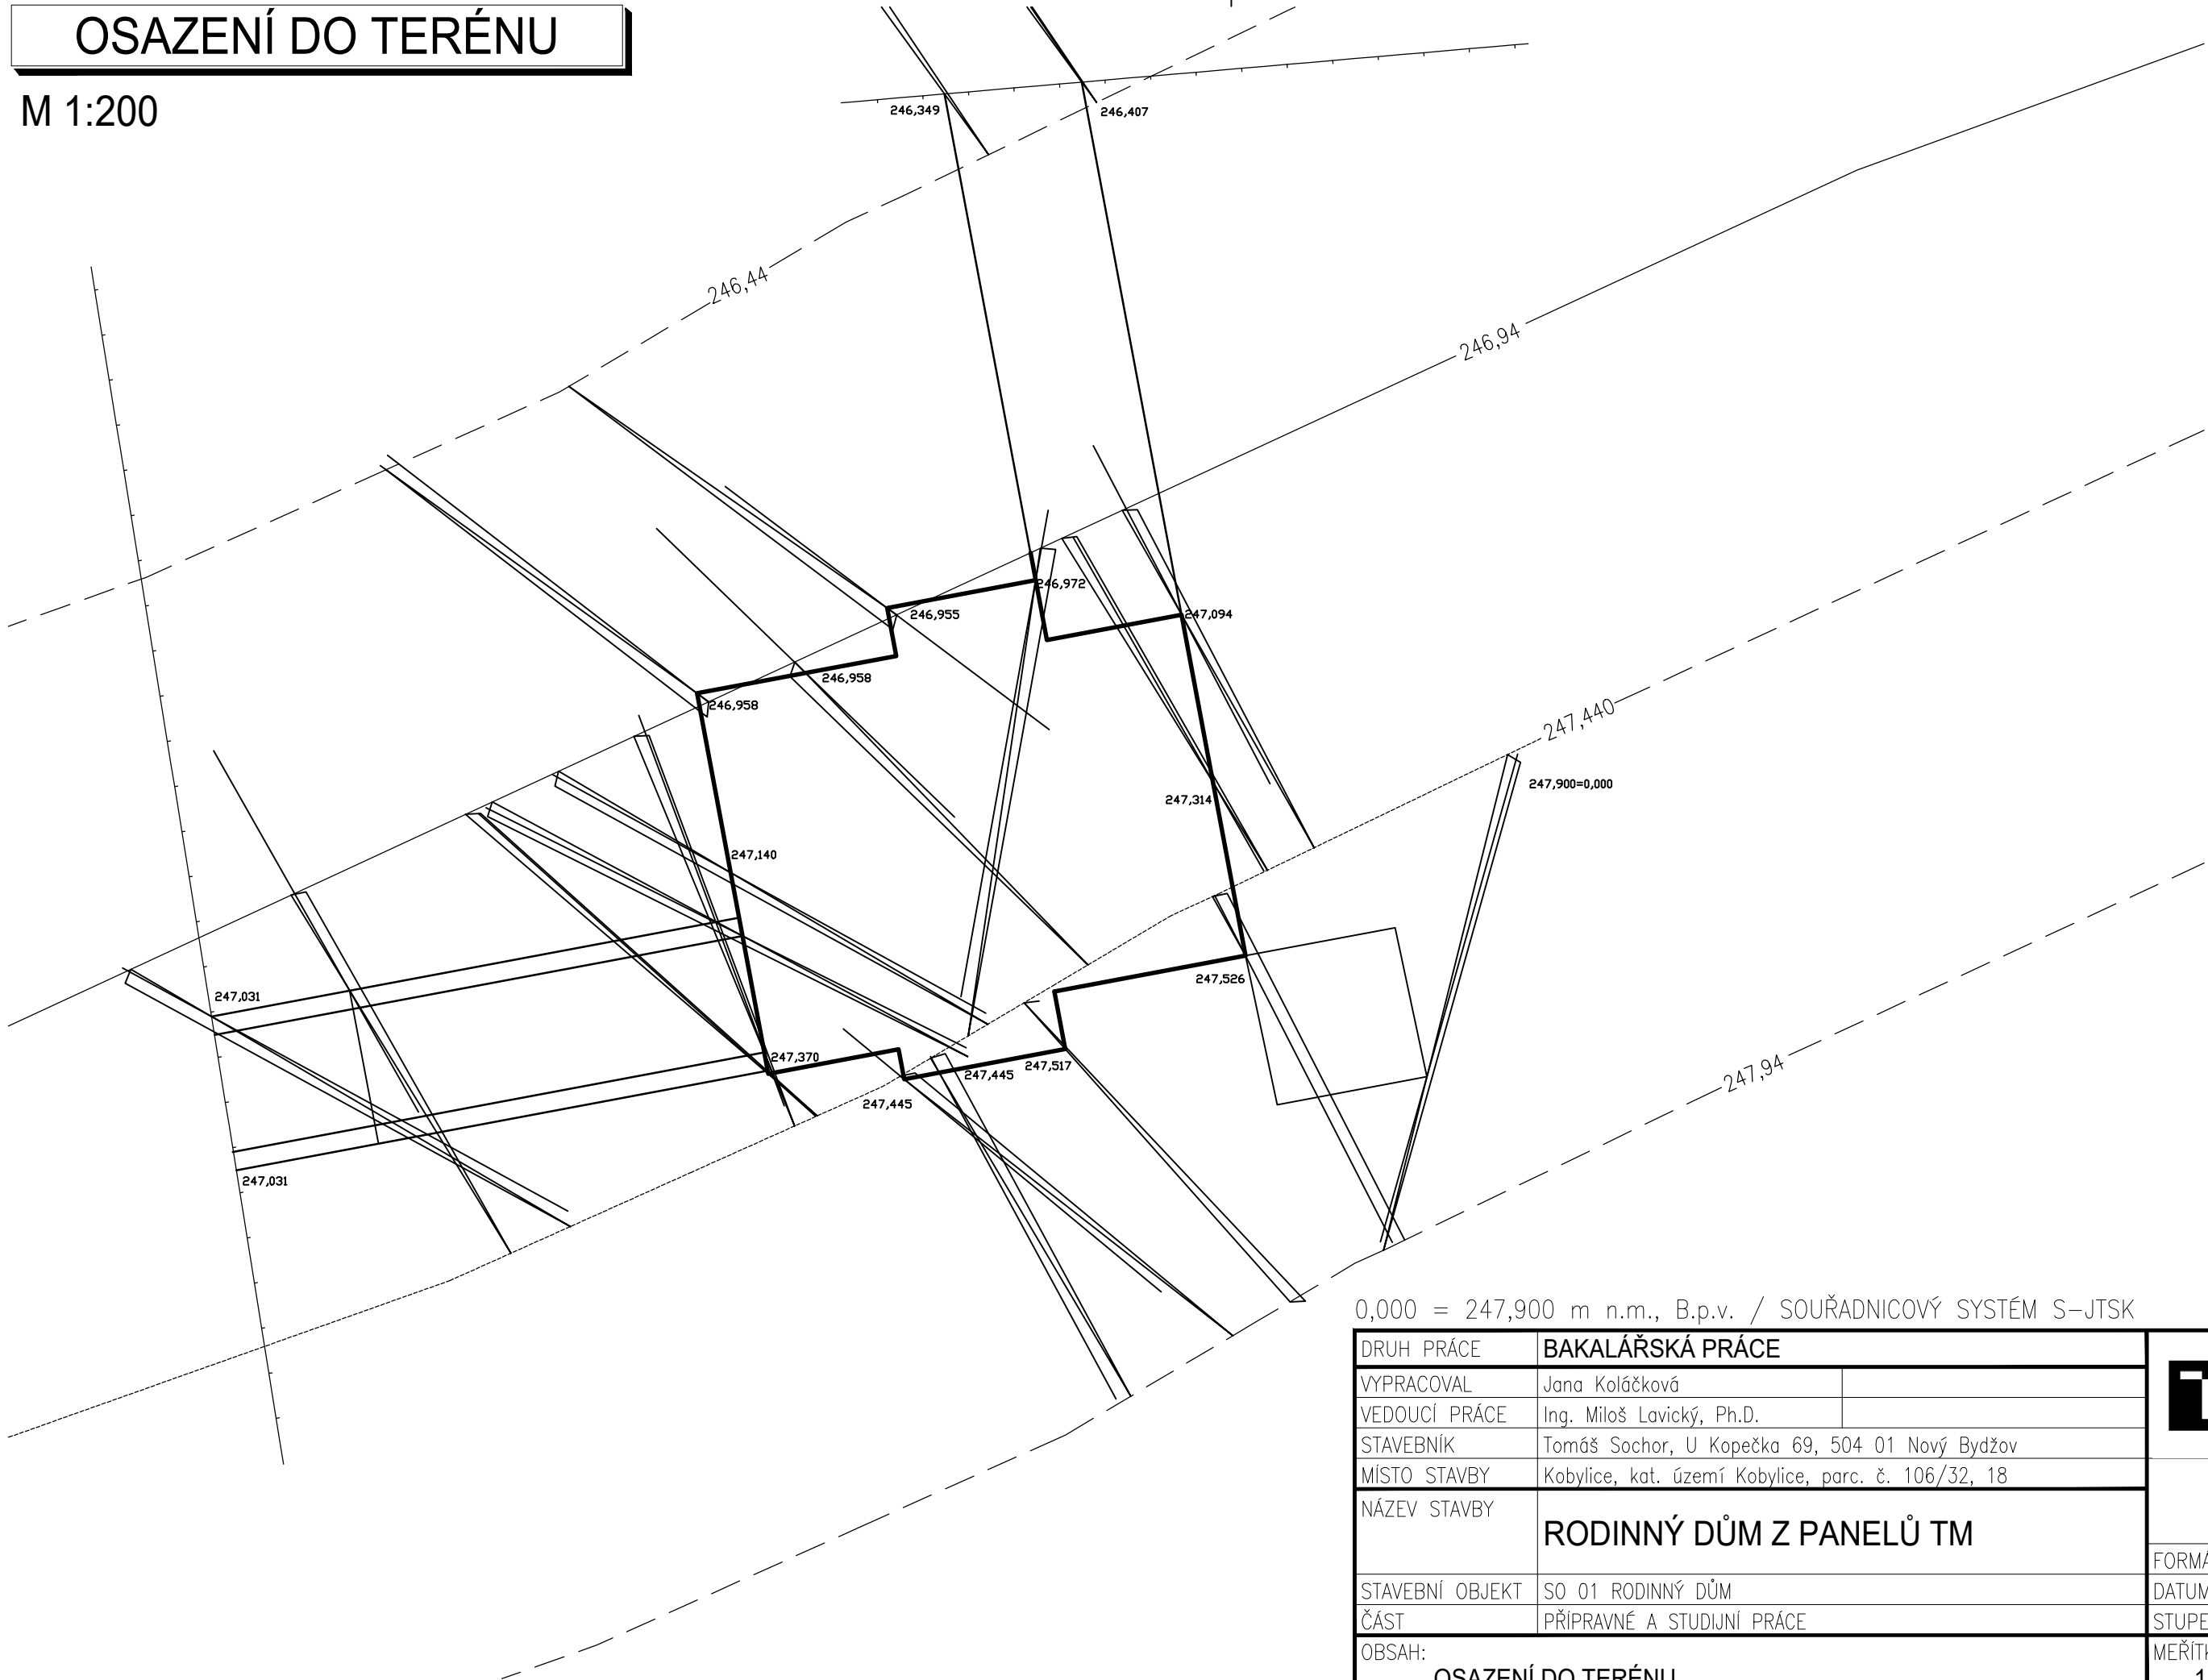 OSAZENÍ DO TERÉNU
M 1:200
246,349
246,407
246,44
246,94
246,972
246,955
247,094
246,958
246,958
247,440
247,900=0,000
247,314
247,140
247,526
247,031
247,370
247,445
247,517
247,445
247,94
247,031
0,000 = 247,900 m n.m., B.p.v. / SOUŘADNICOVÝ SYSTÉM S-JTSK
DRUH PRÁCE BAKALÁŘSKÁ PRÁCE
VYPRACOVAL Jana Koláčková
VEDOUCÍ PRÁCE Ing. Miloš Lavický, Ph.D.
STAVEBNÍK Tomáš Sochor, U Kopečka 69, 504 01 Nový Bydžov
MÍSTO STAVBY Kobylice, kat. území Kobylice, parc. č. 106/32, 18
NÁZEV STAVBY
RODINNÝ DŮM Z PANELŮ TM
STAVEBNÍ OBJEKT SO 01 RODINNÝ DŮM
ČÁST PŘÍPRAVNÉ A STUDIJNÍ PRÁCE
OBSAH:
OSAZENÍ DO TERÉNU